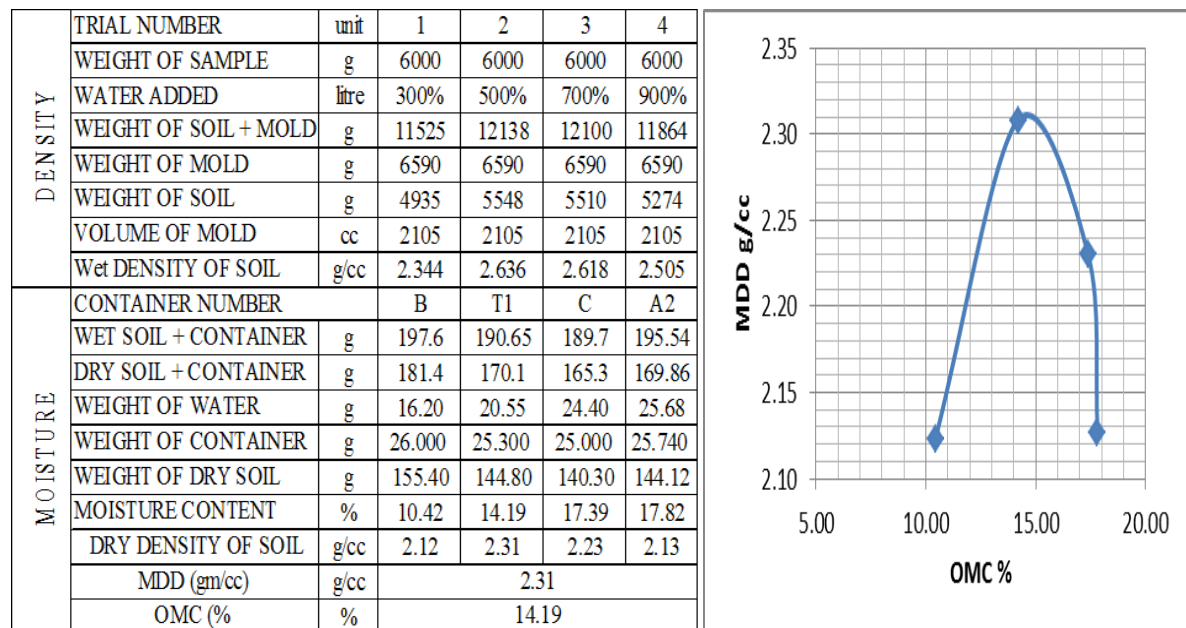 TRIAL NUMBER unit 1 2 3 4
WEIGHT OF SAMPLE g 6000 6000 6000 6000
WATER ADDED litre 300% 500% 700% 900%
WEIGHT OF SOIL + MOLD g 11525 12138 12100 11864
WEIGHT OF MOLD g 6590 6590 6590 6590
WEIGHT OF SOIL g 4935 5548 5510 5274
VOLUME OF MOLD cc 2105 2105 2105 2105
Wet DENSITY OF SOIL g/cc 2.344 2.636 2.618 2.505
DENSITY
CONTAINER NUMBER B T1 C A2
WET SOIL + CONTAINER g 197.6 190.65 189.7 195.54
DRY SOIL + CONTAINER g 181.4 170.1 165.3 169.86
WEIGHT OF WATER g 16.20 20.55 24.40 25.68
WEIGHT OF CONTAINER g 26.000 25.300 25.000 25.740
WEIGHT OF DRY SOIL g 155.40 144.80 140.30 144.12
MOISTURE CONTENT % 10.42 14.19 17.39 17.82
DRY DENSITY OF SOIL g/cc 2.12 2.31 2.23 2.13
MOISTURE
MDD (gm/cc) g/cc 2.31
OMC (% % 14.19
MDD g/cc
2.35
2.30
2.25
2.20
2.15
2.10
5.00 10.00 15.00 20.00
OMC %